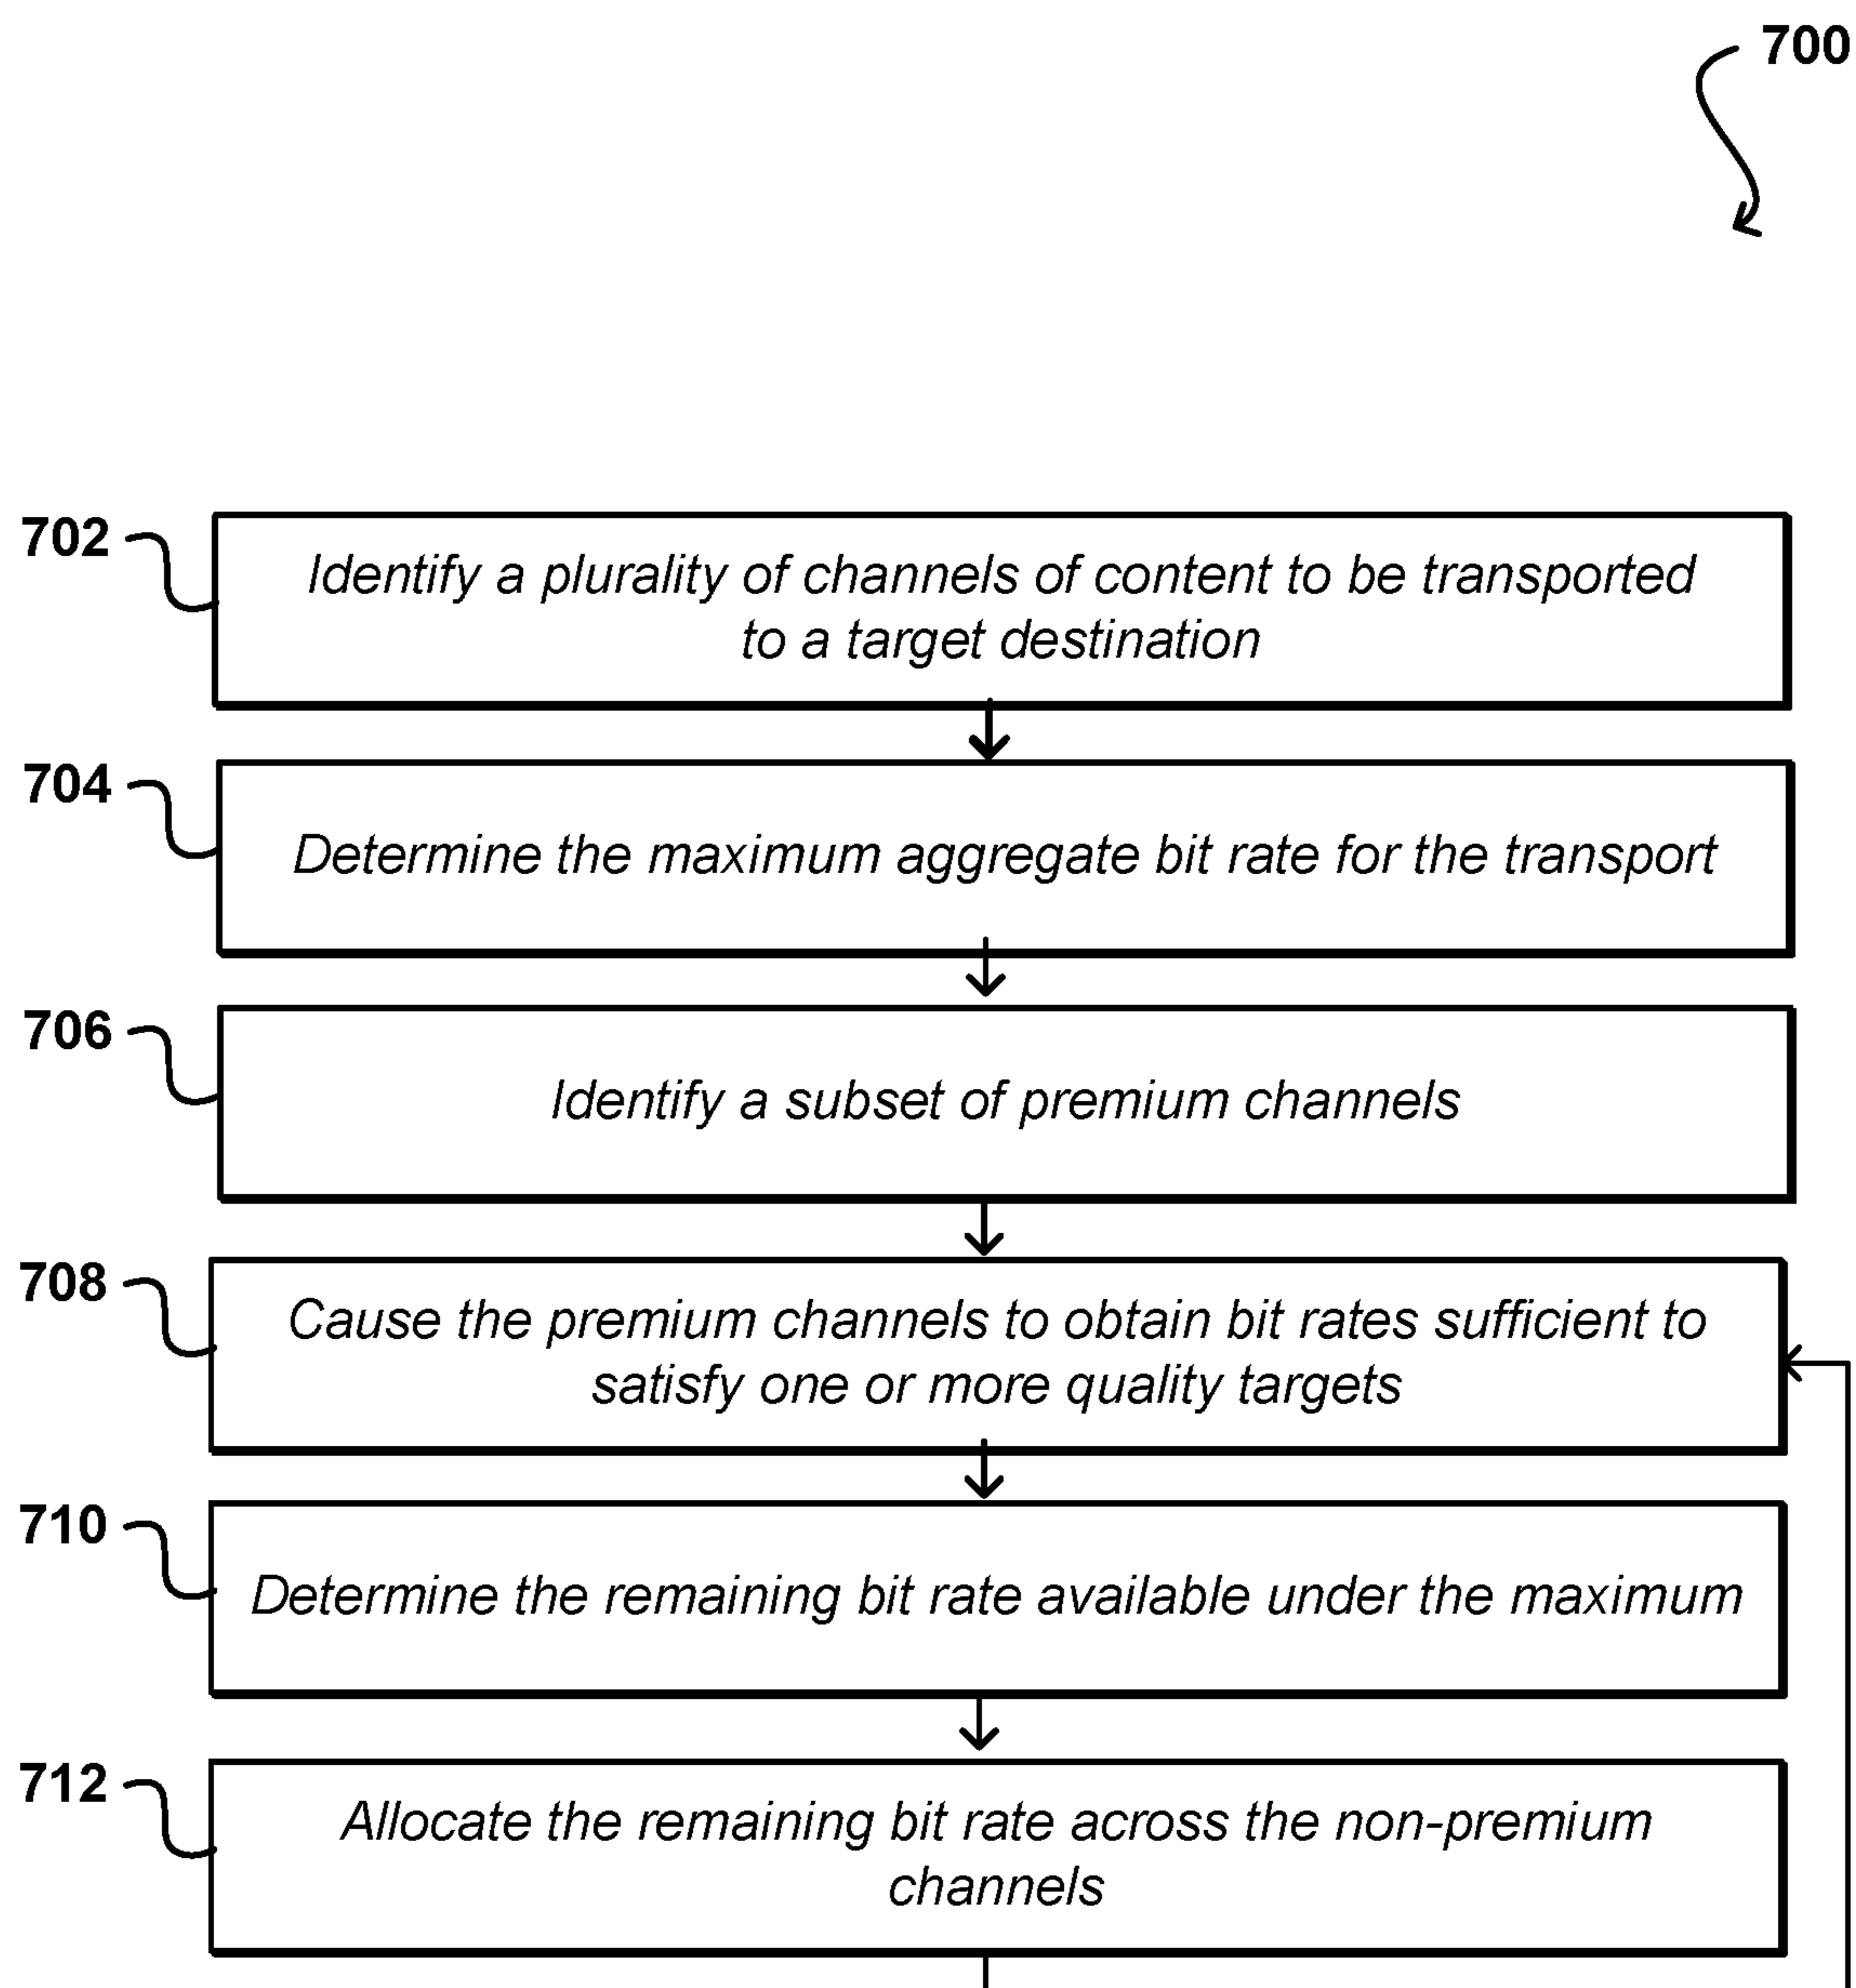 700
702
Identify a plurality of channels of content to be transported
to a target destination
704
Determine the maximum aggregate bit rate for the transport
706
Identify a subset of premium channels
708
Cause the premium channels to obtain bit rates sufficient to
satisfy one or more quality targets
710
Determine the remaining bit rate available under the maximum
712
Allocate the remaining bit rate across the non-premium
channels